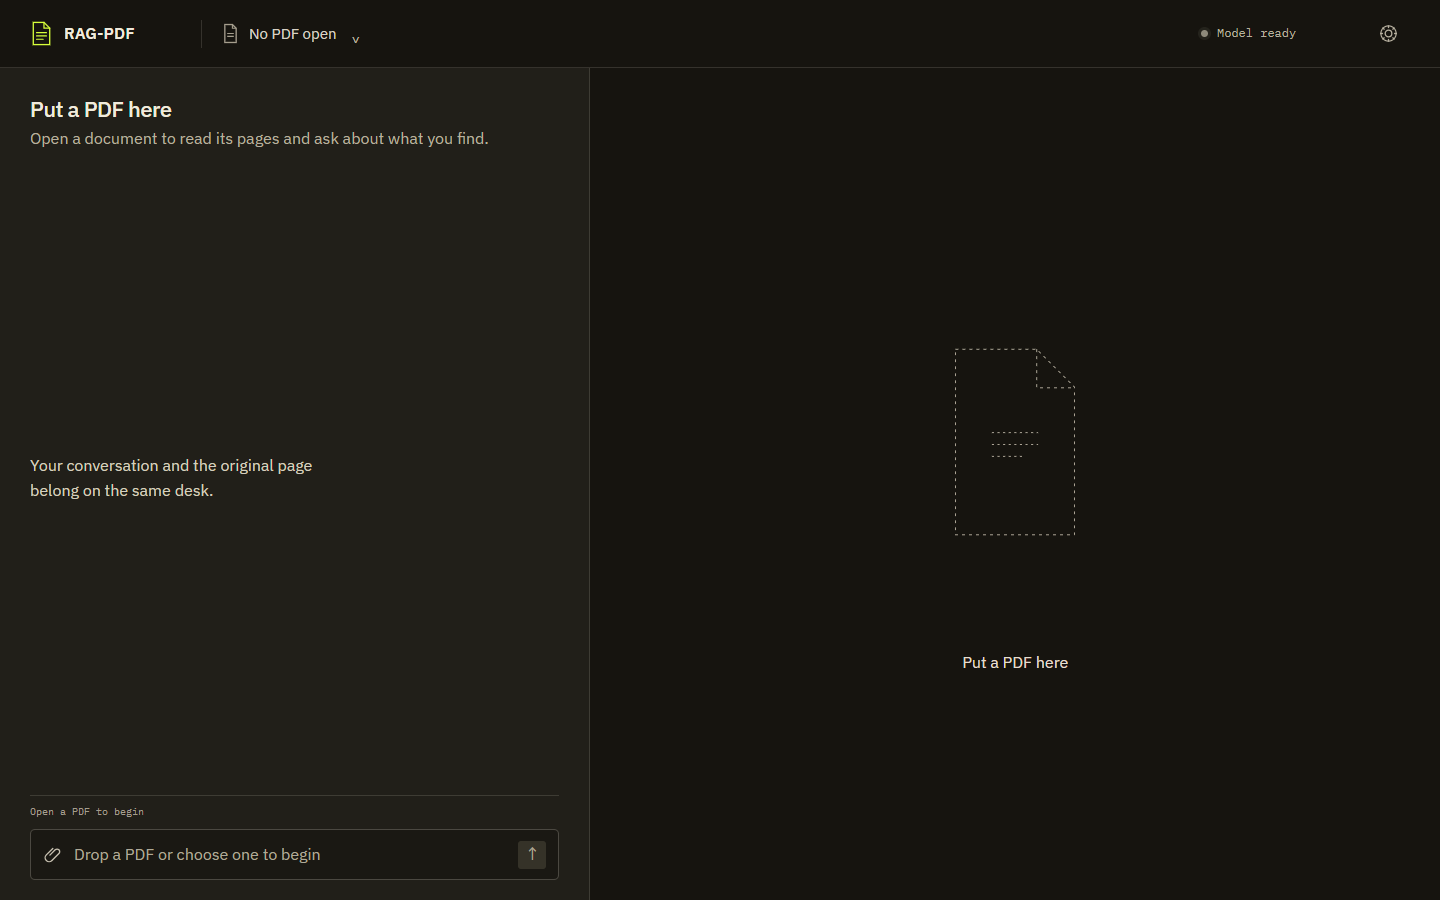 RAG-PDF
No PDF open
Model ready
Put a PDF here
Open a document to read its pages and ask about what you find.
Your conversation and the original page
belong on the same desk.
Put a PDF here
Open a PDF to begin
Drop a PDF or choose one to begin